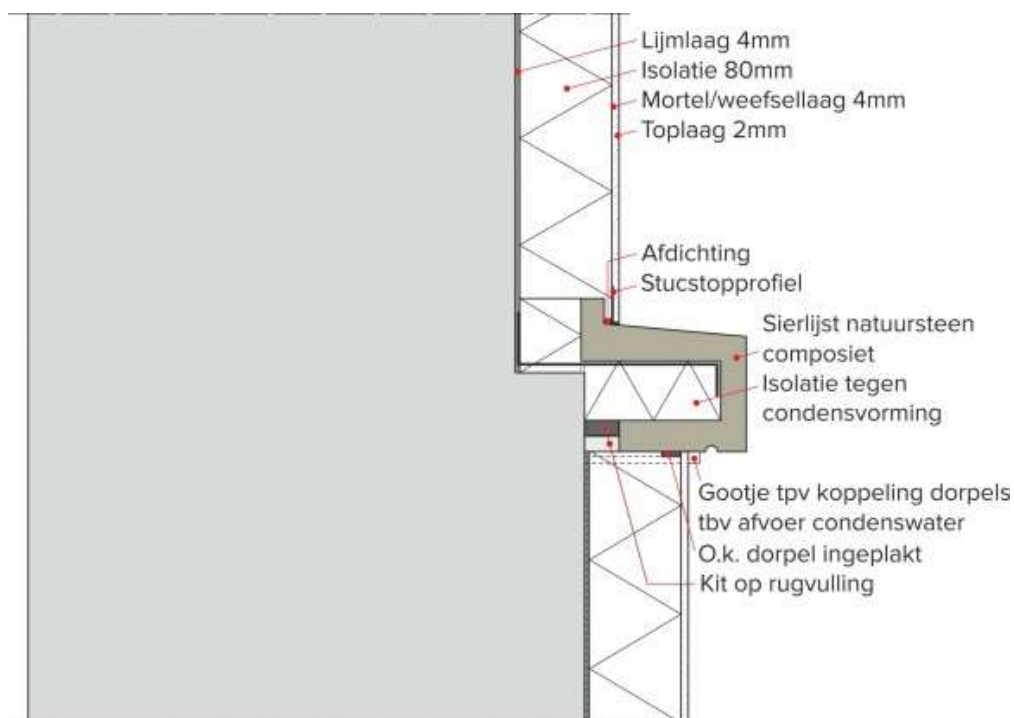 Lijmlaag 4mm
Isolatie 80mm
Mortel/weefsellaag 4mm
Toplaag 2mm
Afdichting
Stucstopprofiel
Sierlijst natuursteen
composiet
Isolatie tegen
condensvorming
Gootje tpv koppeling dorpels
tbv afvoer condenswater
O.k. dorpel ingeplakt
Kit op rugvulling